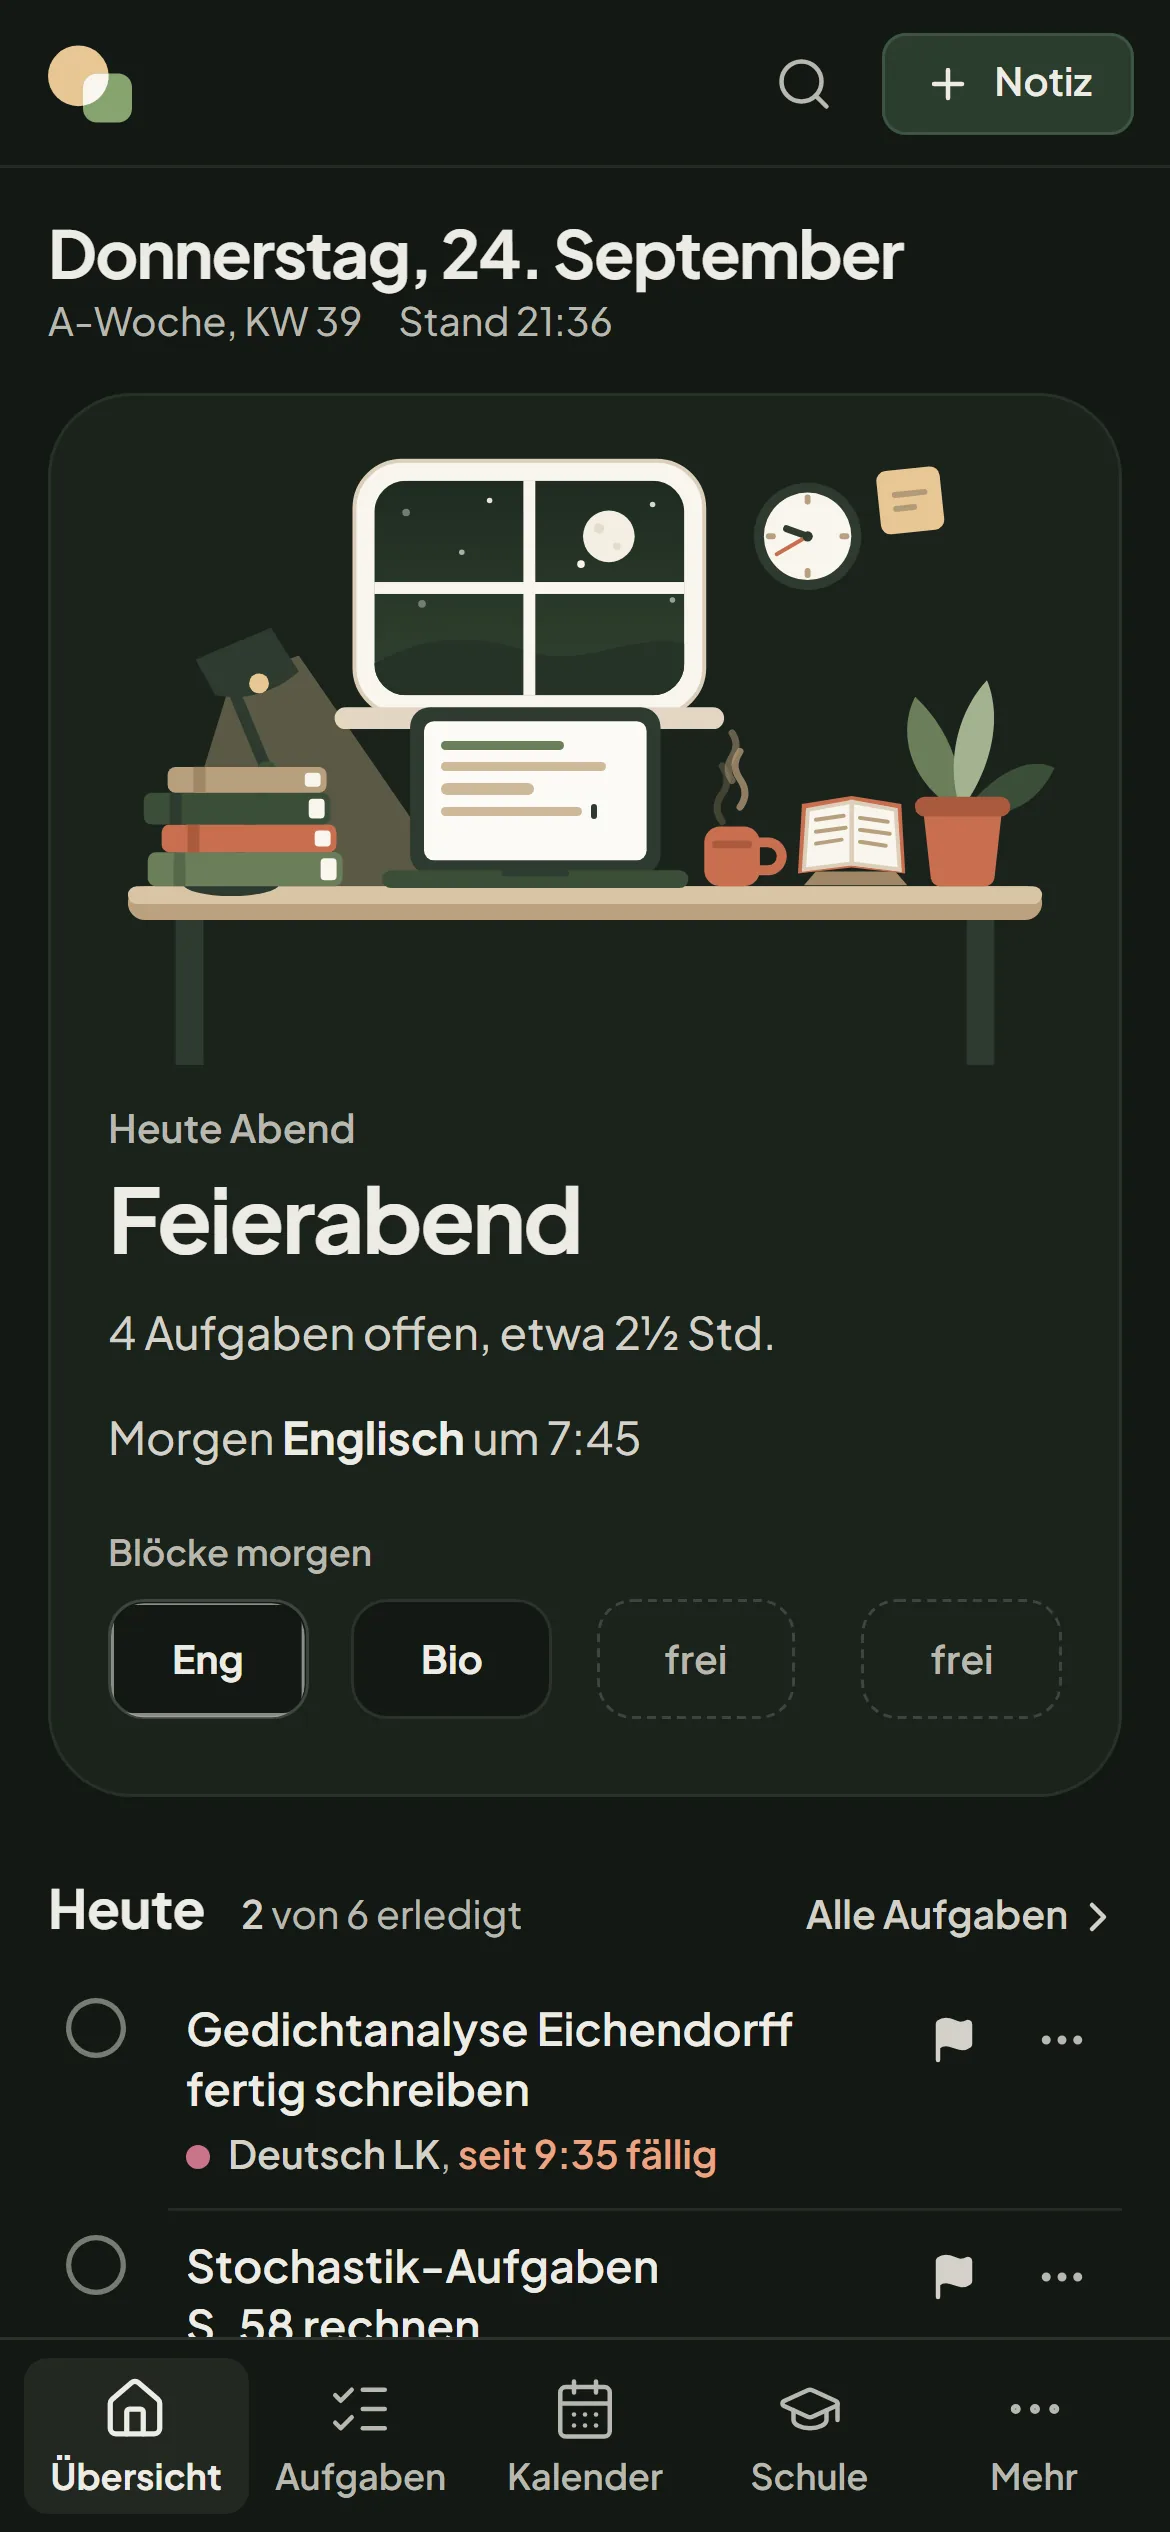 Notiz
Donnerstag, 24. September
A-Woche, KW 39 Stand 21:36
Heute Abend
Feierabend
4 Aufgaben offen, etwa 2½ Std.
Morgen Englisch um 7:45
Blöcke morgen
Eng Bio frei frei
Heute 2 von 6 erledigt Alle Aufgaben
Gedichtanalyse Eichendorff
fertig schreiben
Deutsch LK, seit 9:35 fällig
Stochastik-Aufgaben
S. 58 rechnen
Übersicht Aufgaben Kalender Schule Mehr